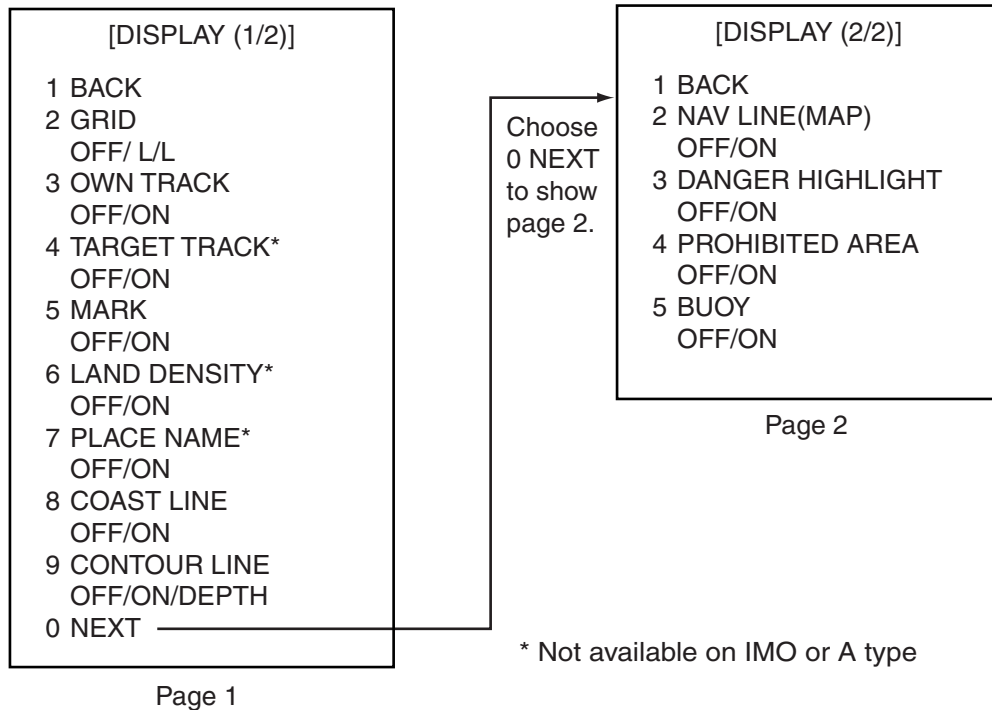 [DISPLAY (1/2)]
1 BACK
2 GRID
OFF/ L/L
3 OWN TRACK
OFF/ON
4 TARGET TRACK*
OFF/ON
5 MARK
OFF/ON
6 LAND DENSITY*
OFF/ON
7 PLACE NAME*
OFF/ON
8 COAST LINE
OFF/ON
9 CONTOUR LINE
OFF/ON/DEPTH
0 NEXT
Page 1
Choose
0 NEXT
to show
page 2.
[DISPLAY (2/2)]
1 BACK
2 NAV LINE(MAP)
OFF/ON
3 DANGER HIGHLIGHT
OFF/ON
4 PROHIBITED AREA
OFF/ON
5 BUOY
OFF/ON
Page 2
* Not available on IMO or A type